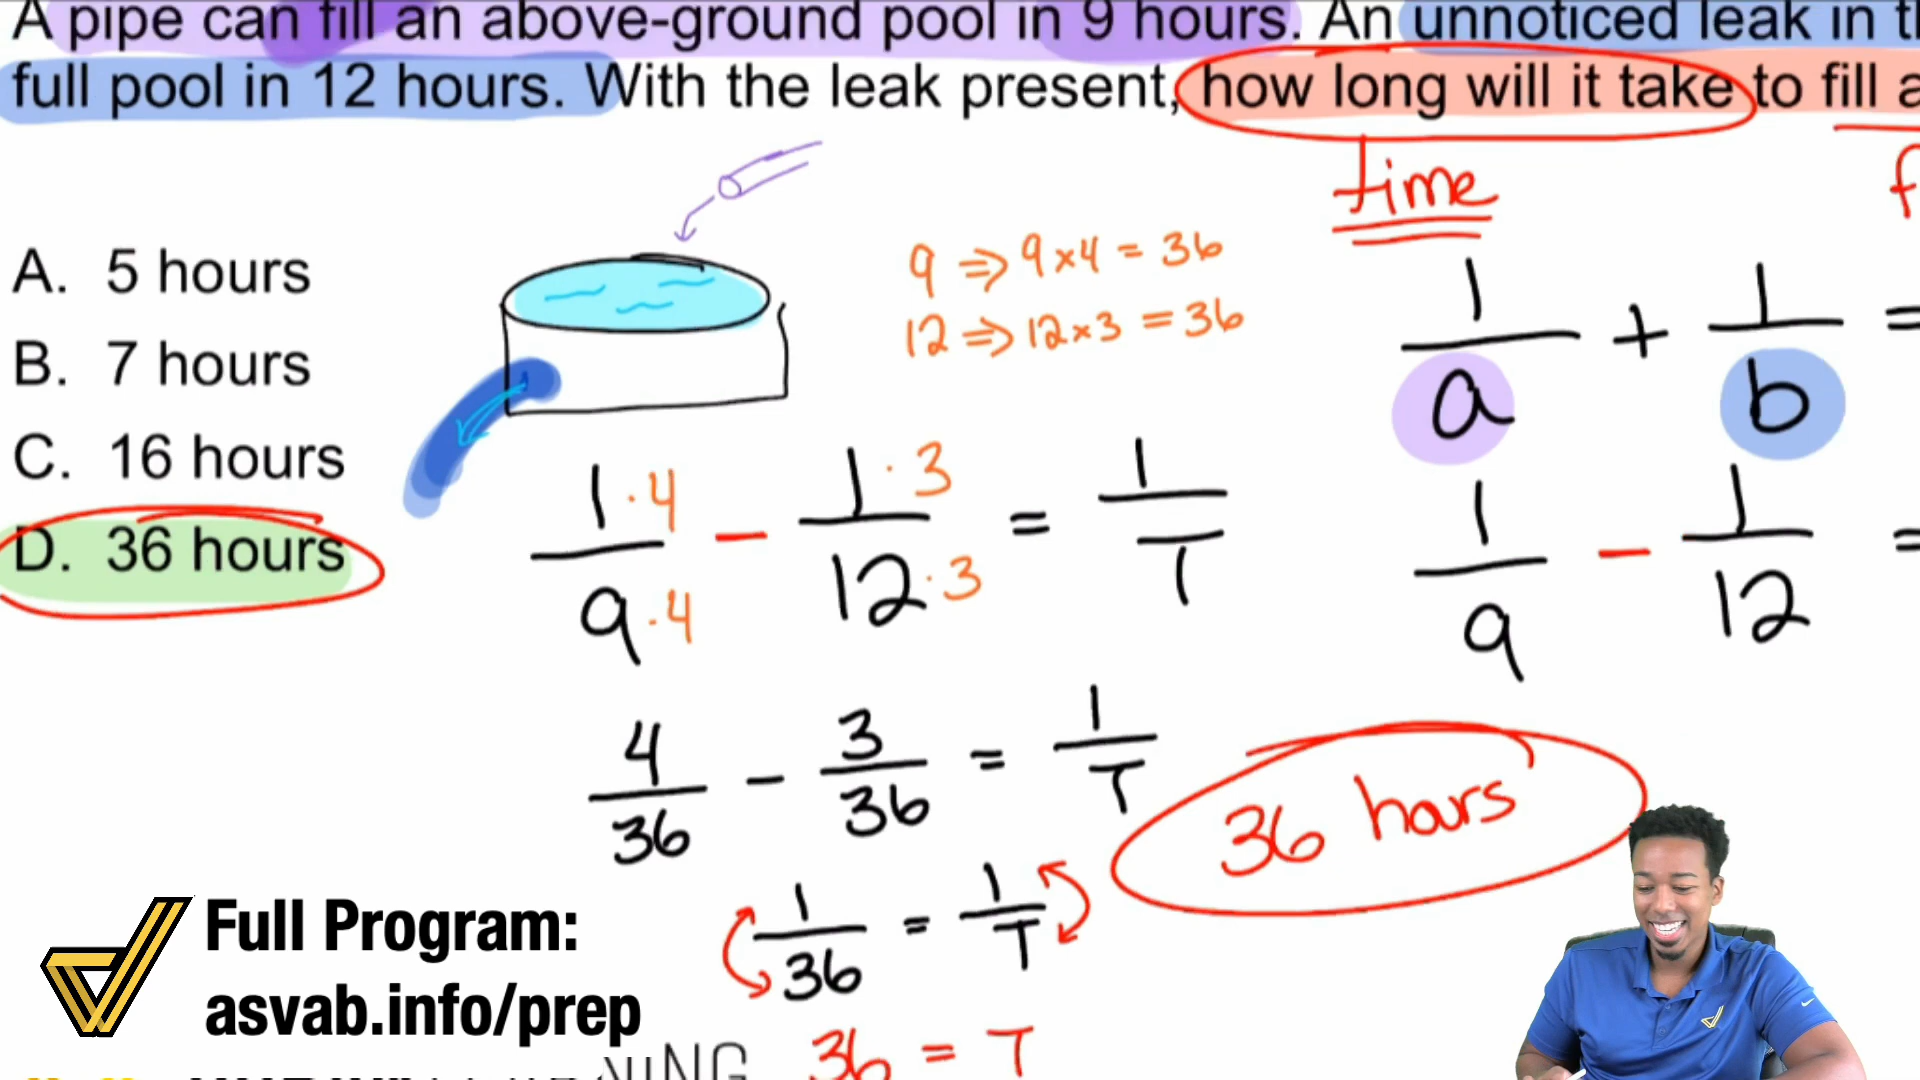 A pipe can fill an above-ground pool in 9 hours. An unnoticed leak in
full pool in 12 hours. With the leak present, how long will it take to fill
time
A. 5 hours
B. 7 hours
C. 16 hours
D. 36 hours
9 ⇒ 9×4 = 36
12 ⇒ 12×3 = 36
1/a + 1/b =
1·4/9·4 - 1·3/12·3 = 1/T
1/9 - 1/12 =
4/36 - 3/36 = 1/T
36 hours
1/36 = 1/T
36 = T
Full Program:
asvab.info/prep